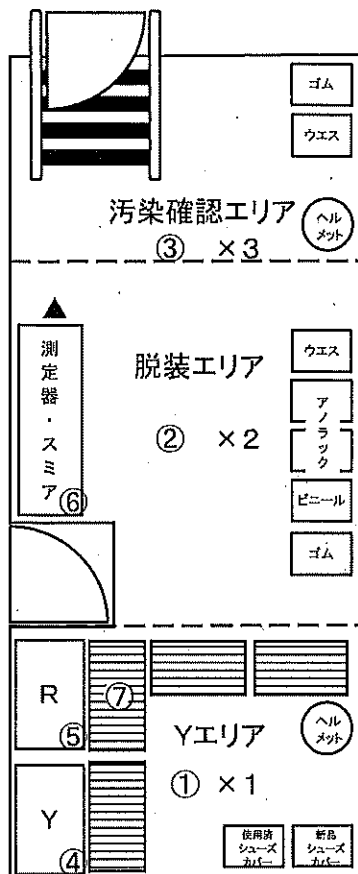 ゴム
ウエス
汚染確認エリア
ヘル
メット
③ ×3
測定器・スミア
⑥
脱装エリア
② ×2
ウエス
アノラック
ビニール
ゴム
R
⑤
⑦
Yエリア
ヘル
メット
① ×1
Y
④
使用済
シューズ
カバー
新品
シューズ
カバー